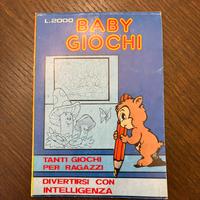 L.2000
BABY
GIOCHI
TANTI GIOCHI
PER RAGAZZI
DIVERTIRSI CON
INTELLIGENZA